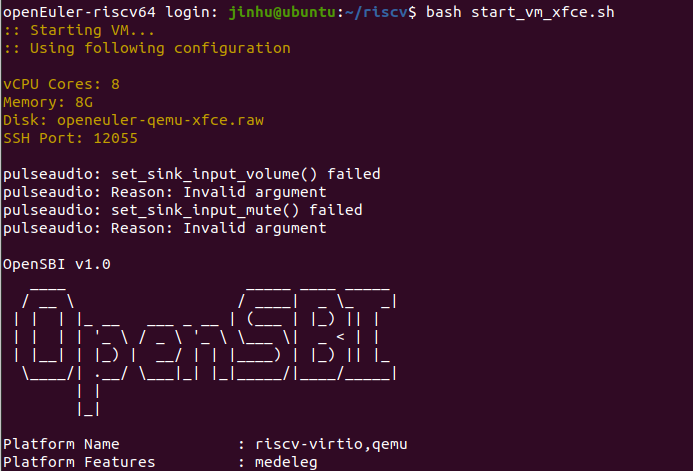 openEuler-riscv64 login: jinhu@ubuntu:~/riscv$ bash start_vm_xfce.sh
:: Starting VM...
:: Using following configuration

vCPU Cores: 8
Memory: 8G
Disk: openeuler-qemu-xfce.raw
SSH Port: 12055

pulseaudio: set_sink_input_volume() failed
pulseaudio: Reason: Invalid argument
pulseaudio: set_sink_input_mute() failed
pulseaudio: Reason: Invalid argument

OpenSBI v1.0
   ____                    _____ ____ _____
  / __ \                  / ____|  _ \_   _|
 | |  | |_ __   ___ _ __ | (___ | |_) || |
 | |  | | '_ \ / _ \ '_ \ \___ \|  _ < | |
 | |__| | |_) |  __/ | | |____) | |_) || |_
  \____/| .__/ \___|_| |_|_____/|____/_____|
        | |
        |_|

Platform Name             : riscv-virtio,qemu
Platform Features         : medeleg